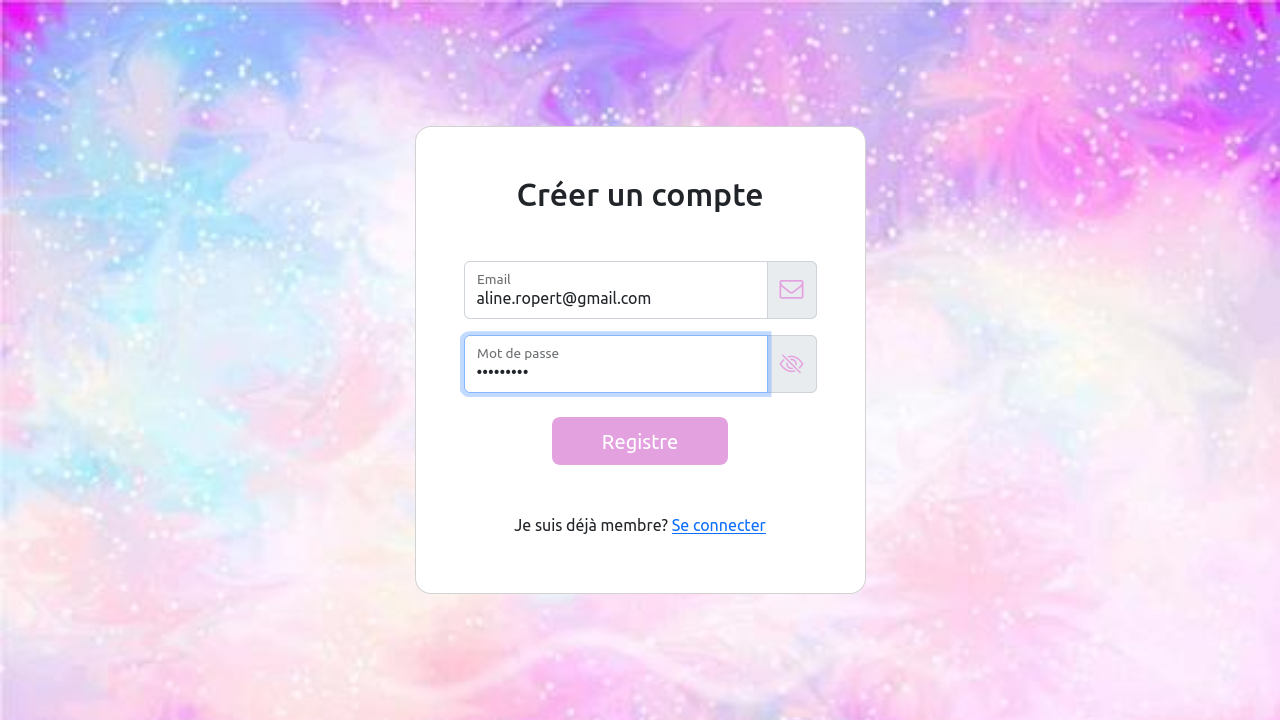 Créer un compte
Email
aline.ropert@gmail.com
Mot de passe
•••••••••
Registre
Je suis déjà membre? Se connecter